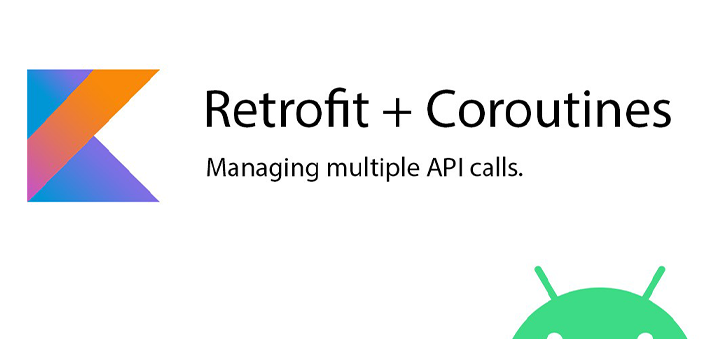 Retrofit + Coroutines
Managing multiple API calls.